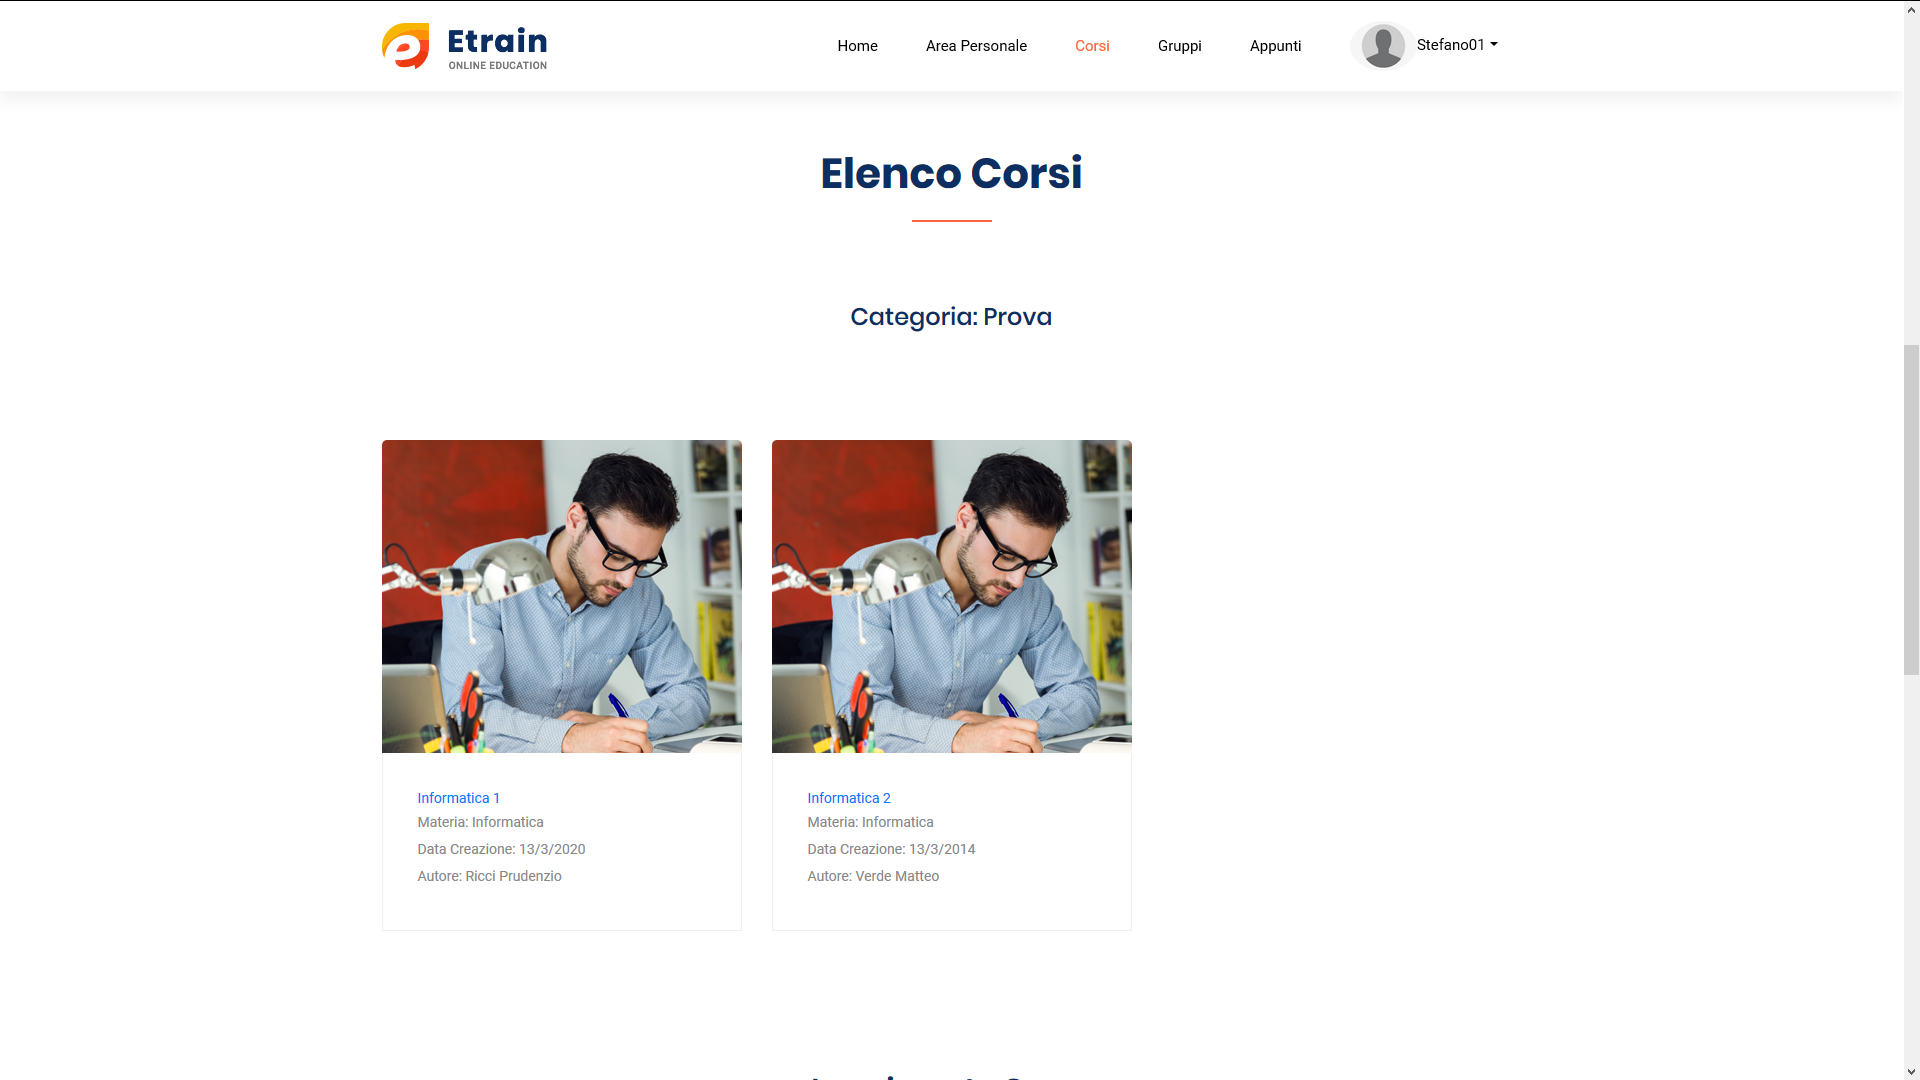 Etrain
ONLINE EDUCATION
Home
Area Personale
Corsi
Gruppi
Appunti
Stefano01
Elenco Corsi
Categoria: Prova
Informatica 1
Materia: Informatica
Data Creazione: 13/3/2020
Autore: Ricci Prudenzio
Informatica 2
Materia: Informatica
Data Creazione: 13/3/2014
Autore: Verde Matteo